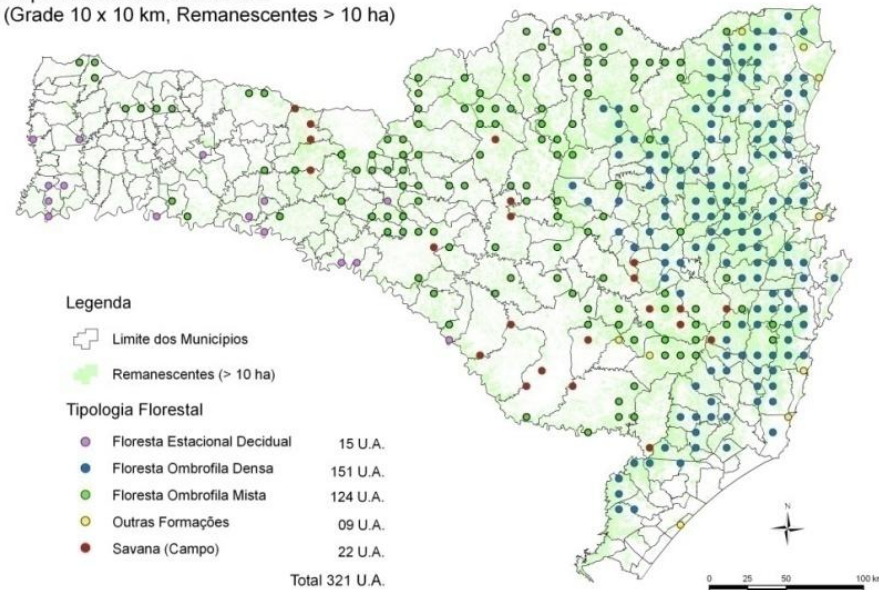 (Grade 10 x 10 km, Remanescentes > 10 ha)
Legenda
Limite dos Municípios
Remanescentes (> 10 ha)
Tipologia Florestal
Floresta Estacional Decidual 15 U.A.
Floresta Ombrofila Densa 151 U.A.
Floresta Ombrofila Mista 124 U.A.
Outras Formações 09 U.A.
Savana (Campo) 22 U.A.
Total 321 U.A.
N
0 25 50 100 km